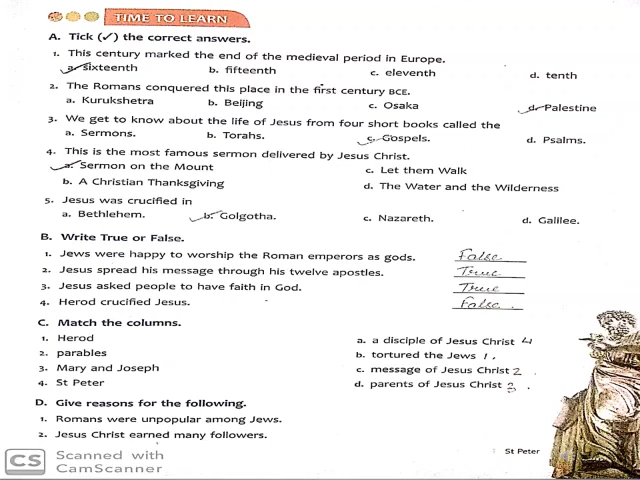 TIME TO LEARN
A. Tick (✓) the correct answers.
1. This century marked the end of the medieval period in Europe.
✓ a. sixteenth b. fifteenth c. eleventh d. tenth
2. The Romans conquered this place in the first century BCE.
a. Kurukshetra b. Beijing c. Osaka ✓ d. Palestine
3. We get to know about the life of Jesus from four short books called the
a. Sermons. b. Torahs. ✓ c. Gospels. d. Psalms.
4. This is the most famous sermon delivered by Jesus Christ.
✓ a. Sermon on the Mount c. Let them Walk
b. A Christian Thanksgiving d. The Water and the Wilderness
5. Jesus was crucified in
a. Bethlehem. ✓ b. Golgotha. c. Nazareth. d. Galilee.
B. Write True or False.
1. Jews were happy to worship the Roman emperors as gods. False
2. Jesus spread his message through his twelve apostles. True
3. Jesus asked people to have faith in God. True
4. Herod crucified Jesus. False
C. Match the columns.
1. Herod a. a disciple of Jesus Christ 4
2. parables b. tortured the Jews 1.
3. Mary and Joseph c. message of Jesus Christ 2
4. St Peter d. parents of Jesus Christ 3
D. Give reasons for the following.
1. Romans were unpopular among Jews.
2. Jesus Christ earned many followers.
St Peter
CS Scanned with
CamScanner